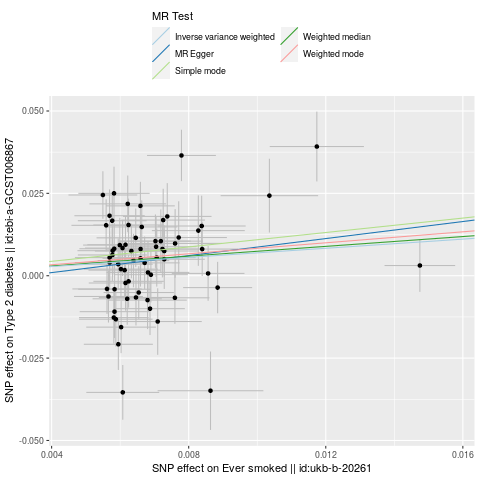 MR Test
Inverse variance weighted
Weighted median
MR Egger
Weighted mode
Simple mode
0.050
0.025
0.000
-0.025
-0.050
SNP effect on Type 2 diabetes || id:ebi-a-GCST006867
0.004
0.008
0.012
0.016
SNP effect on Ever smoked || id:ukb-b-20261